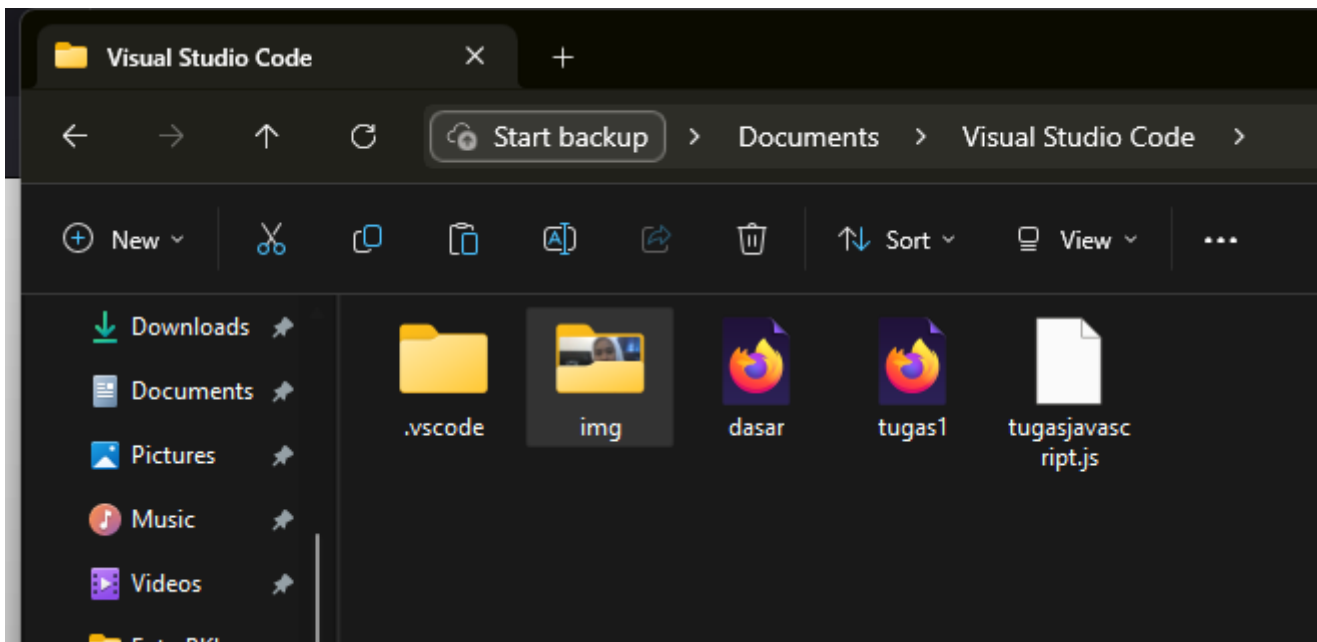 Visual Studio Code
Start backup > Documents > Visual Studio Code >
New
Sort
View
Downloads
Documents
Pictures
Music
Videos
.vscode
img
dasar
tugas1
tugasjavasc
ript.js